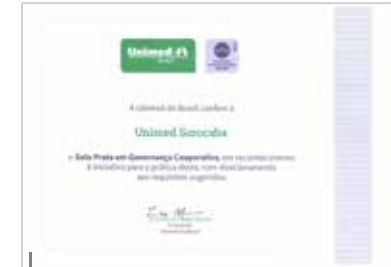 Unimed
A Unimed do Brasil confere à
Unimed Sorocaba
o Selo Prata em Governança Cooperativa, em reconhecimento
à iniciativa para a prática desta, com direcionamento
aos requisitos sugeridos.